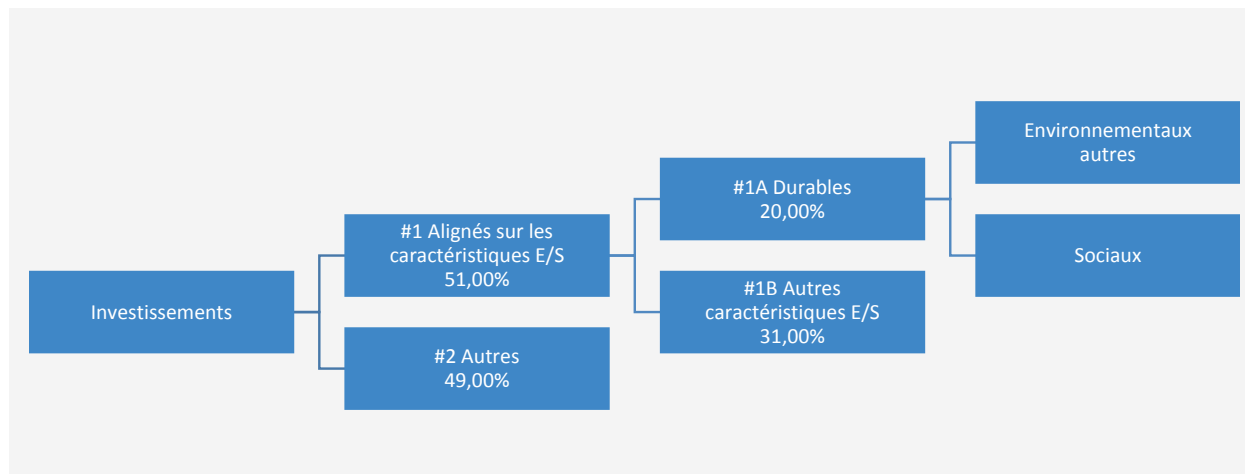 Investissements
#1 Alignés sur les
caractéristiques E/S
51,00%
#2 Autres
49,00%
#1A Durables
20,00%
#1B Autres
caractéristiques E/S
31,00%
Environnementaux
autres
Sociaux